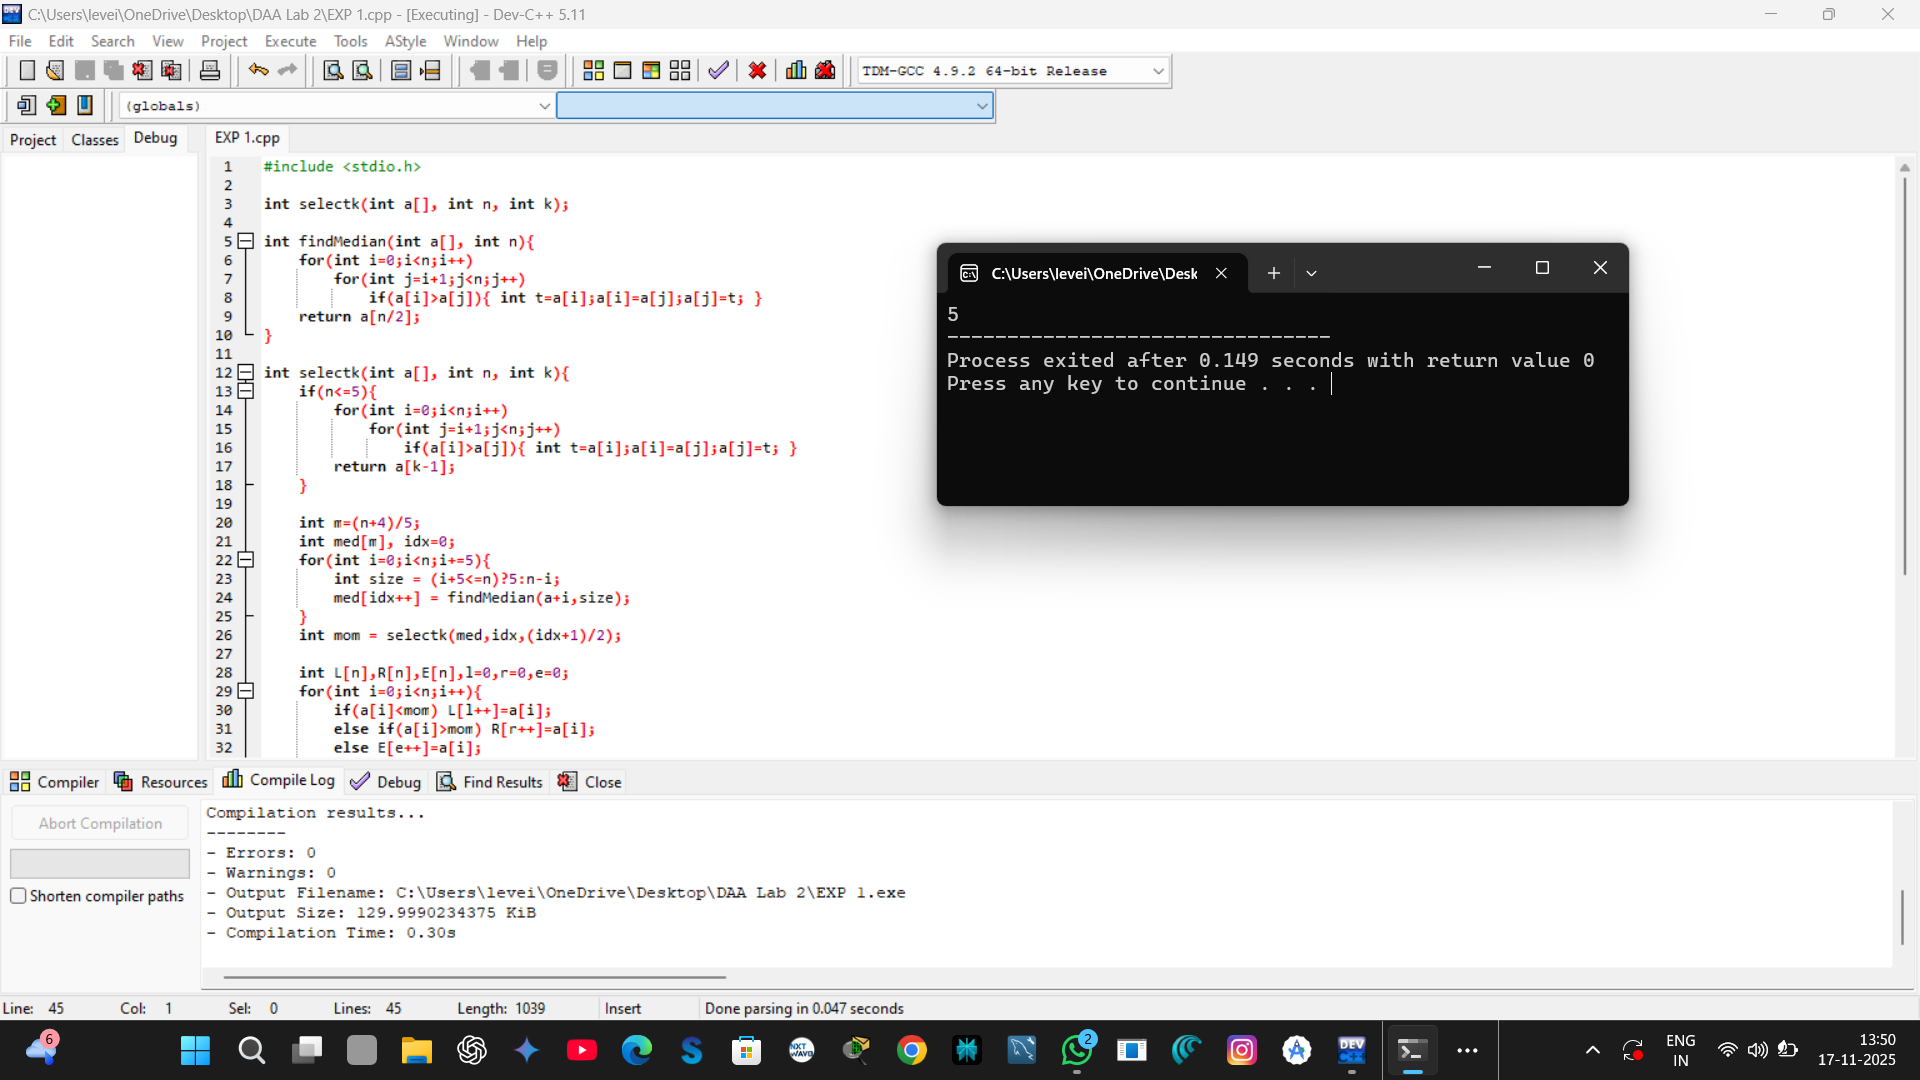 C:\Users\levei\OneDrive\Desktop\DAA Lab 2\EXP 1.cpp - [Executing] - Dev-C++ 5.11
File Edit Search View Project Execute Tools AStyle Window Help
TDM-GCC 4.9.2 64-bit Release
(globals)
Project Classes Debug EXP 1.cpp
1 #include <stdio.h>
2
3 int selectk(int a[], int n, int k);
4
5 int findMedian(int a[], int n){
6 for(int i=0;i<n;i++)
7 for(int j=i+1;j<n;j++)
8 if(a[i]>a[j]){ int t=a[i];a[i]=a[j];a[j]=t; }
9 return a[n/2];
10 }
11
12 int selectk(int a[], int n, int k){
13 if(n<=5){
14 for(int i=0;i<n;i++)
15 for(int j=i+1;j<n;j++)
16 if(a[i]>a[j]){ int t=a[i];a[i]=a[j];a[j]=t; }
17 return a[k-1];
18 }
19
20 int m=(n+4)/5;
21 int med[m], idx=0;
22 for(int i=0;i<n;i+=5){
23 int size = (i+5<=n)?5:n-i;
24 med[idx++] = findMedian(a+i,size);
25 }
26 int mom = selectk(med,idx,(idx+1)/2);
27
28 int L[n],R[n],E[n],l=0,r=0,e=0;
29 for(int i=0;i<n;i++){
30 if(a[i]<mom) L[l++]=a[i];
31 else if(a[i]>mom) R[r++]=a[i];
32 else E[e++]=a[i];
C:\Users\levei\OneDrive\Desk
5
--------------------------------
Process exited after 0.149 seconds with return value 0
Press any key to continue . . .
Compiler Resources Compile Log Debug Find Results Close
Abort Compilation
Shorten compiler paths
Compilation results...
--------
- Errors: 0
- Warnings: 0
- Output Filename: C:\Users\levei\OneDrive\Desktop\DAA Lab 2\EXP 1.exe
- Output Size: 129.9990234375 KiB
- Compilation Time: 0.30s
Line: 45 Col: 1 Sel: 0 Lines: 45 Length: 1039 Insert Done parsing in 0.047 seconds
6
NXT WAVE
2
DEV C++
ENG
IN
13:50
17-11-2025